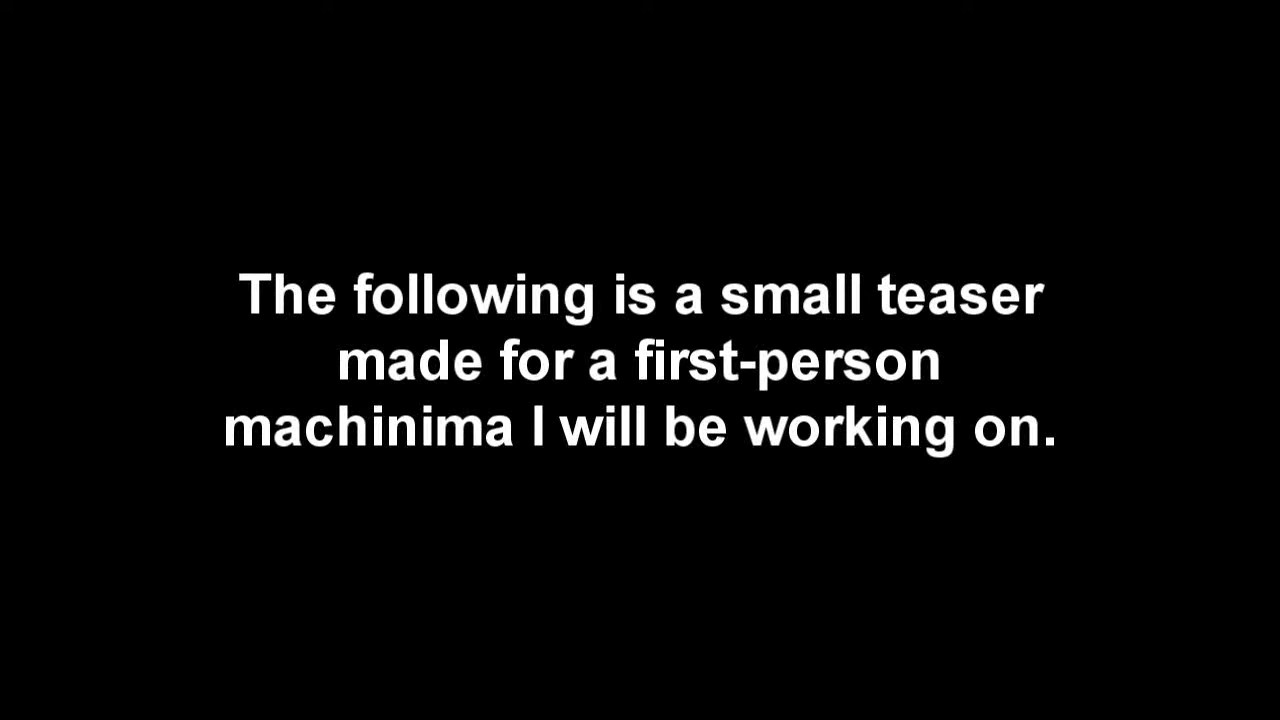 The following is a small teaser
made for a first-person
machinima I will be working on.